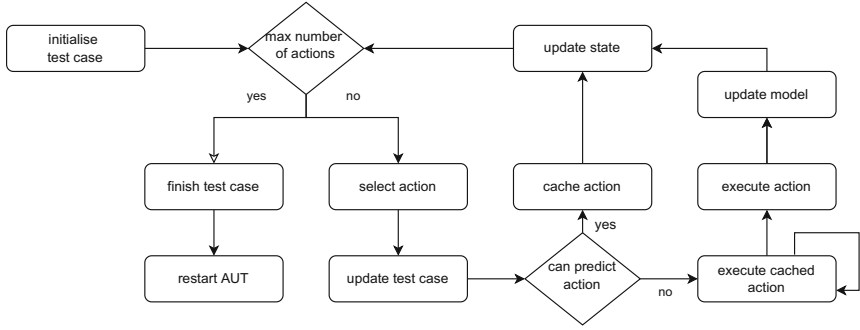 initialise
test case
max number
of actions
update state
update model
yes
no
finish test case
select action
cache action
execute action
yes
restart AUT
update test case
can predict
action
no
execute cached
action